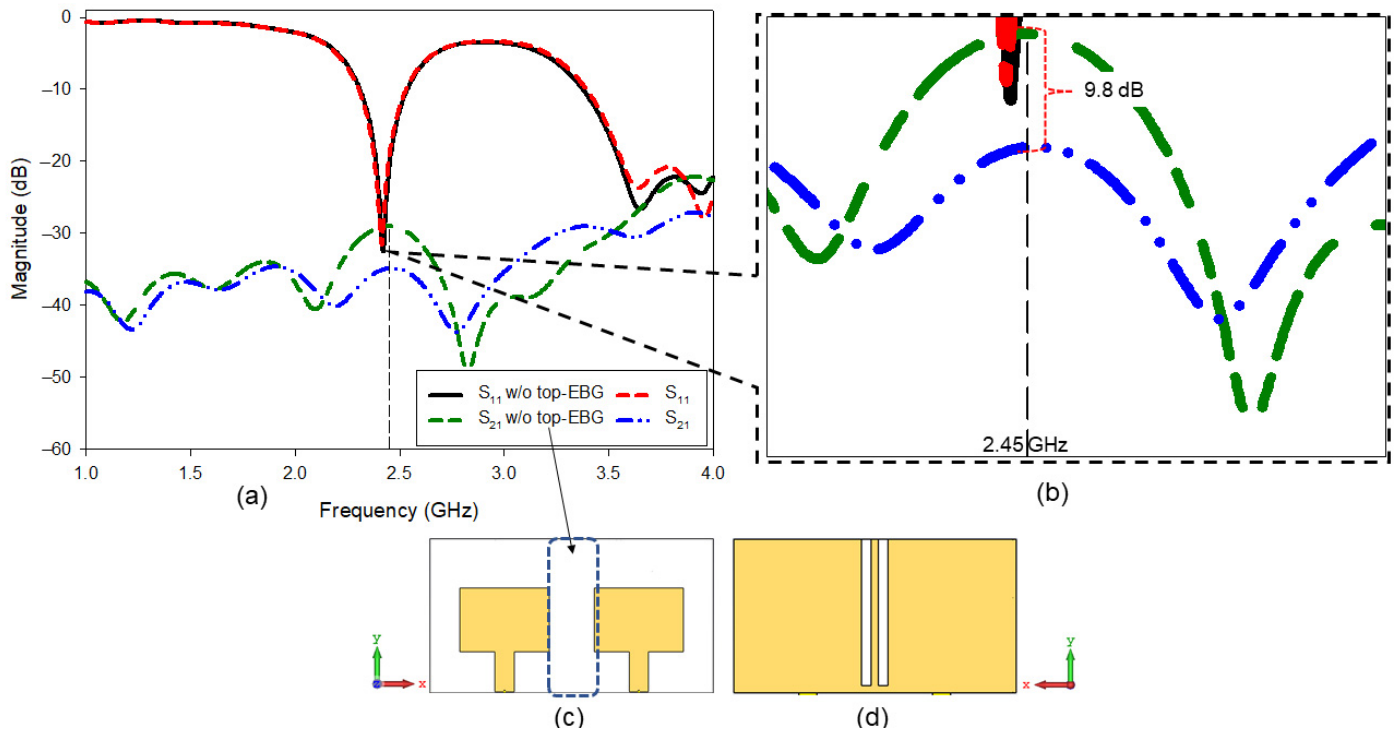 0
–10
–20
–30
–40
–50
–60
Magnitude (dB)
1.0 1.5 2.0 2.5 3.0 3.5 4.0
Frequency (GHz)
S11 w/o top-EBG S11
S21 w/o top-EBG S21
(a)
9.8 dB
2.45 GHz
(b)
y
x
z
(c)
y
x
(d)